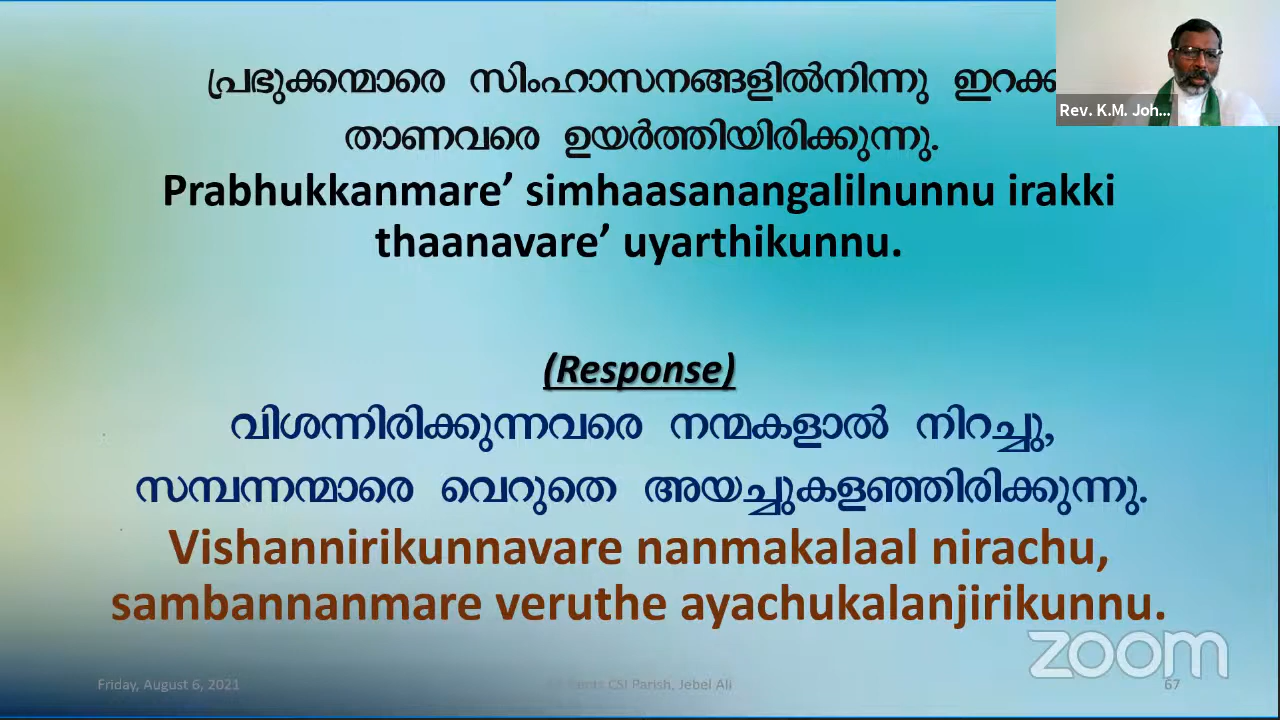 പ്രഭുക്കന്മാരെ സിംഹാസനങ്ങളിൽനിന്നു ഇറക്ക
Rev. K.M. Joh...
താണവരെ ഉയർത്തിയിരിക്കുന്നു.
Prabhukkanmare’ simhaasanangalilnunnu irakki
thaanavare’ uyarthikunnu.
(Response)
വിശന്നിരിക്കുന്നവരെ നന്മകളാൽ നിറച്ചു,
സമ്പന്നന്മാരെ വെറുതെ അയച്ചുകളഞ്ഞിരിക്കുന്നു.
Vishannirikunnavare nanmakalaal nirachu,
sambannanmare veruthe ayachukalanjirikunnu.
zoom
Friday, August 6, 2021 CSI Parish, Jebel Ali 67